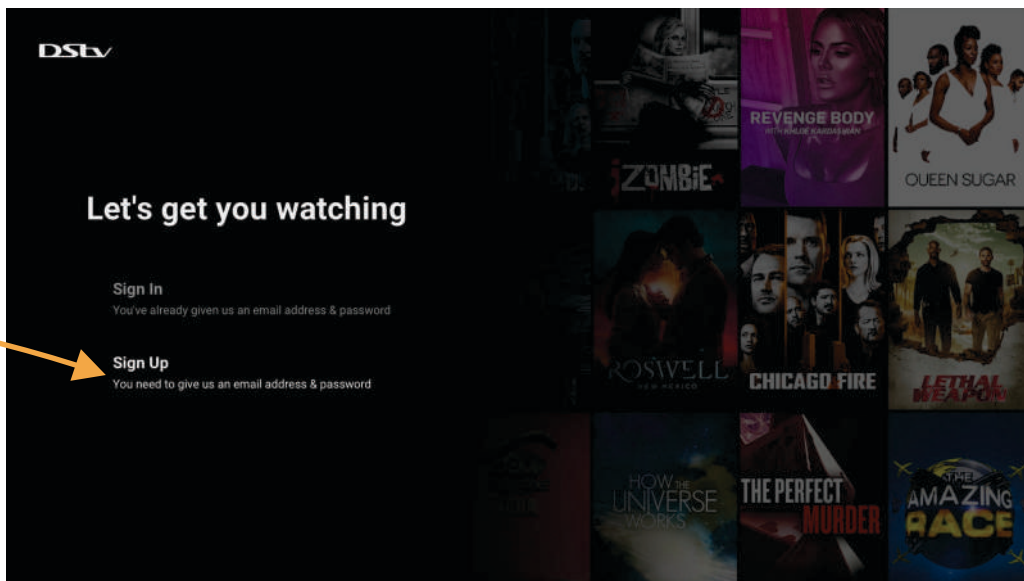 DStv
Let's get you watching
Sign In
You've already given us an email address & password
Sign Up
You need to give us an email address & password
iZOMBiE
REVENGE BODY
WITH KHLOÉ KARDASHIAN
QUEEN SUGAR
ROSWELL
NEW MEXICO
CHICAGO FIRE
LETHAL
WEAPON
HOW THE
UNIVERSE
WORKS
THE PERFECT
MURDER
THE
AMAZING
RACE